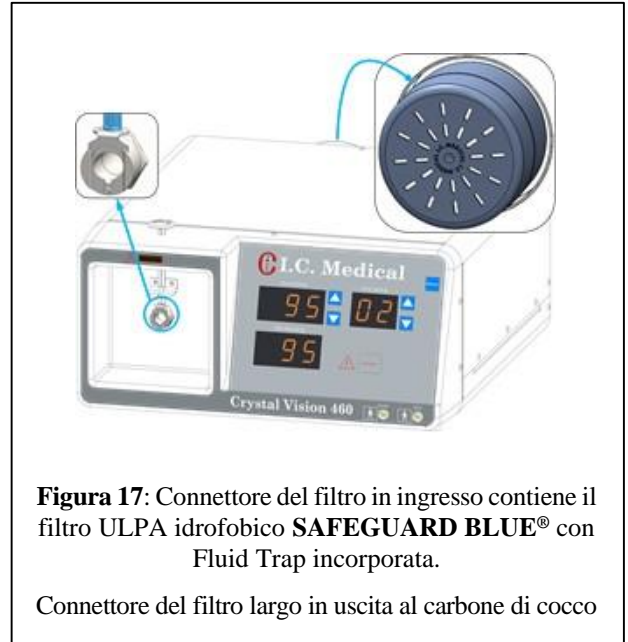 I.C. Medical
95 02
95
Crystal Vision 460
Figura 17: Connettore del filtro in ingresso contiene il
filtro ULPA idrofobico SAFEGUARD BLUE® con
Fluid Trap incorporata.
Connettore del filtro largo in uscita al carbone di cocco